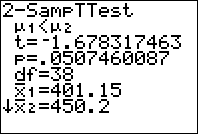 2-SampTTest
μ1<μ2
t=-1.678317463
p=.0507460087
df=38
x̄1=401.15
↓x̄2=450.2